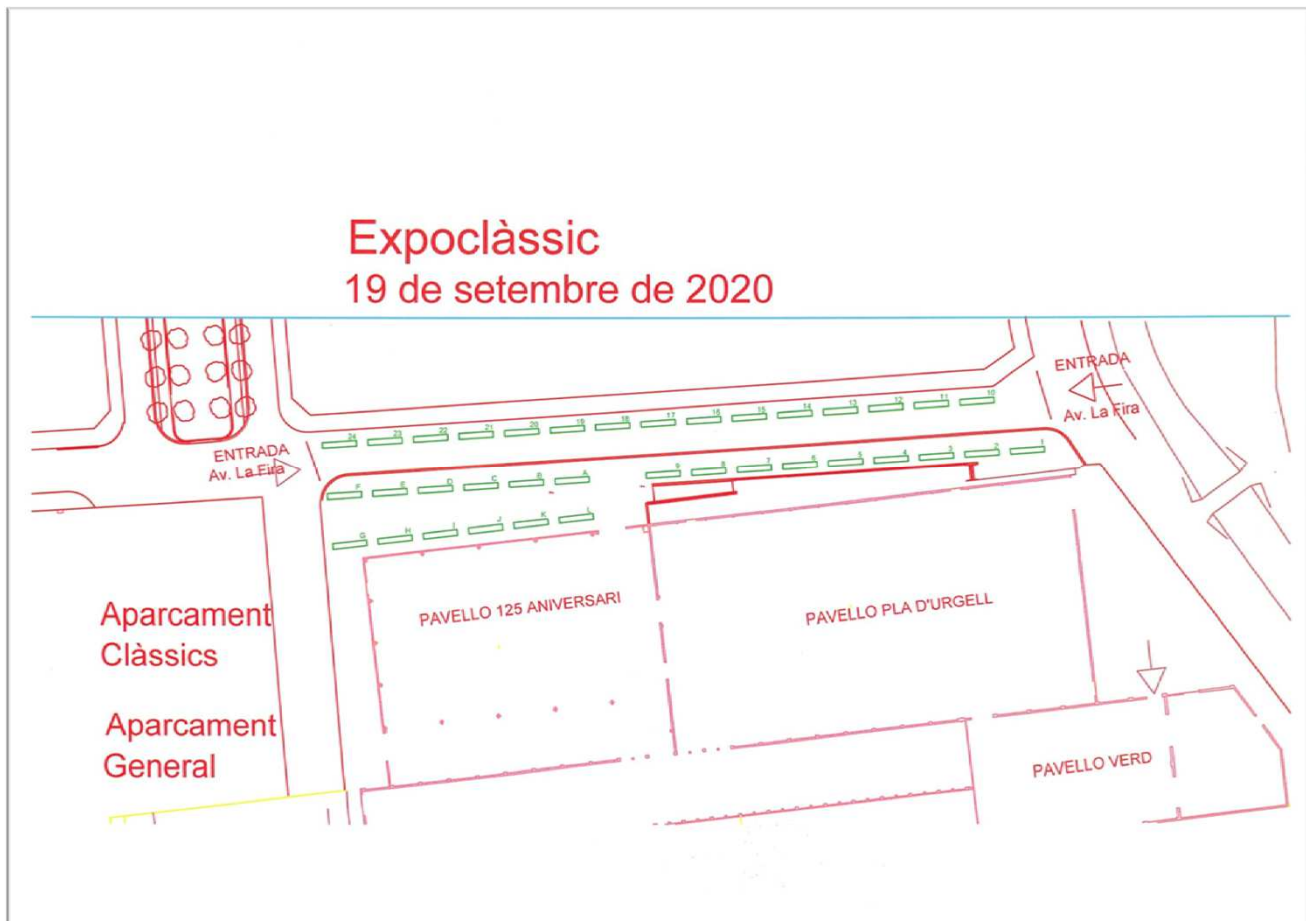 Expoclàssic
19 de setembre de 2020
ENTRADA
Av. La Fira
ENTRADA
Av. La Fira
24 23 22 21 20 19 18 17 16 15 14 13 12 11 10
F E D C B A
9 8 7 6 5 4 3 2 1
G H I J K L
PAVELLO 125 ANIVERSARI
PAVELLO PLA D'URGELL
Aparcament
Clàssics
Aparcament
General
PAVELLO VERD